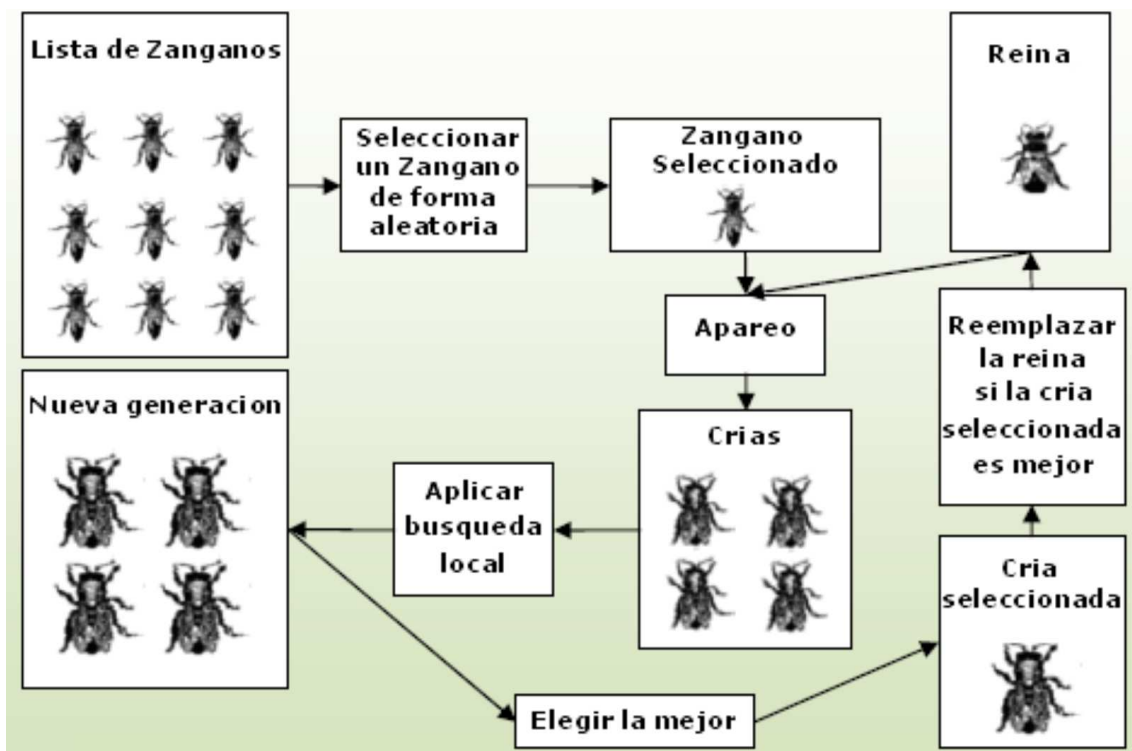 Lista de Zanganos
Seleccionar
un Zangano
de forma
aleatoria
Zangano
Seleccionado
Reina
Apareo
Reemplazar
la reina
si la cria
seleccionada
es mejor
Nueva generacion
Aplicar
busqueda
local
Crias
Cria
seleccionada
Elegir la mejor